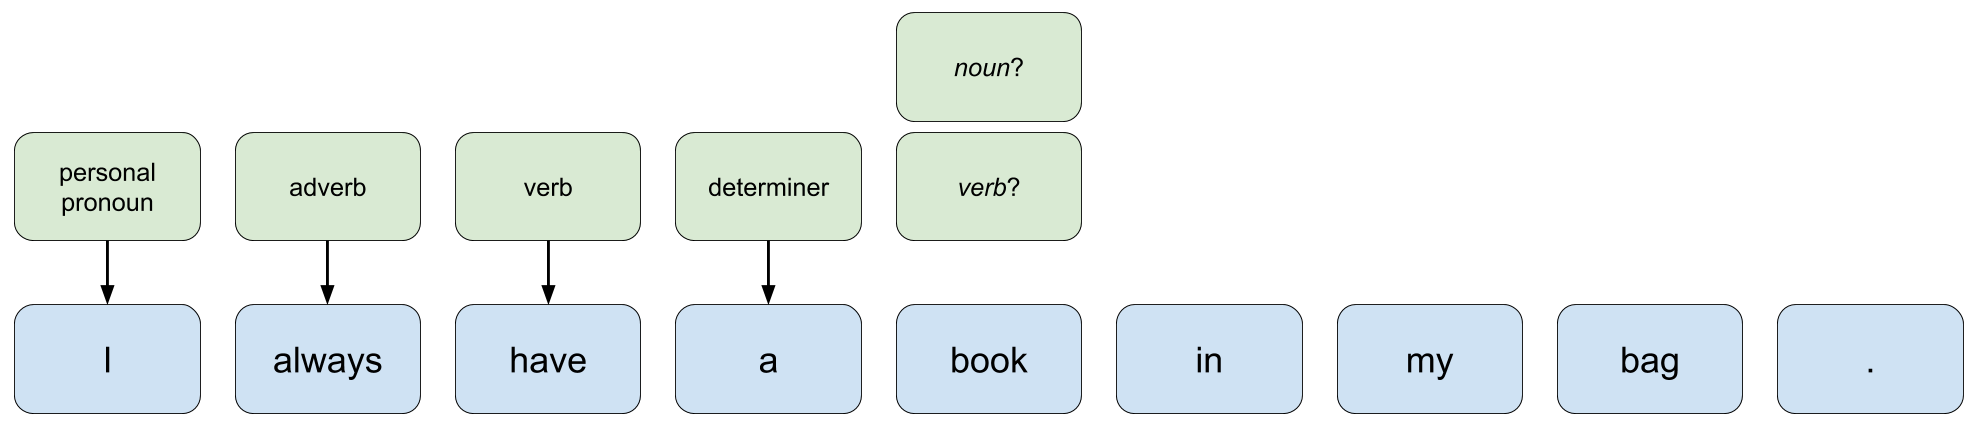 noun?
personal
pronoun
adverb
verb
determiner
verb?
I
always
have
a
book
in
my
bag
.